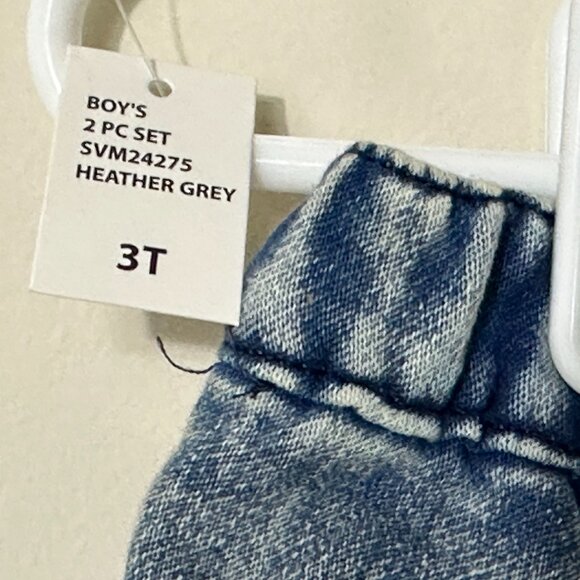 BOY'S
2 PC SET
SVM24275
HEATHER GREY
3T